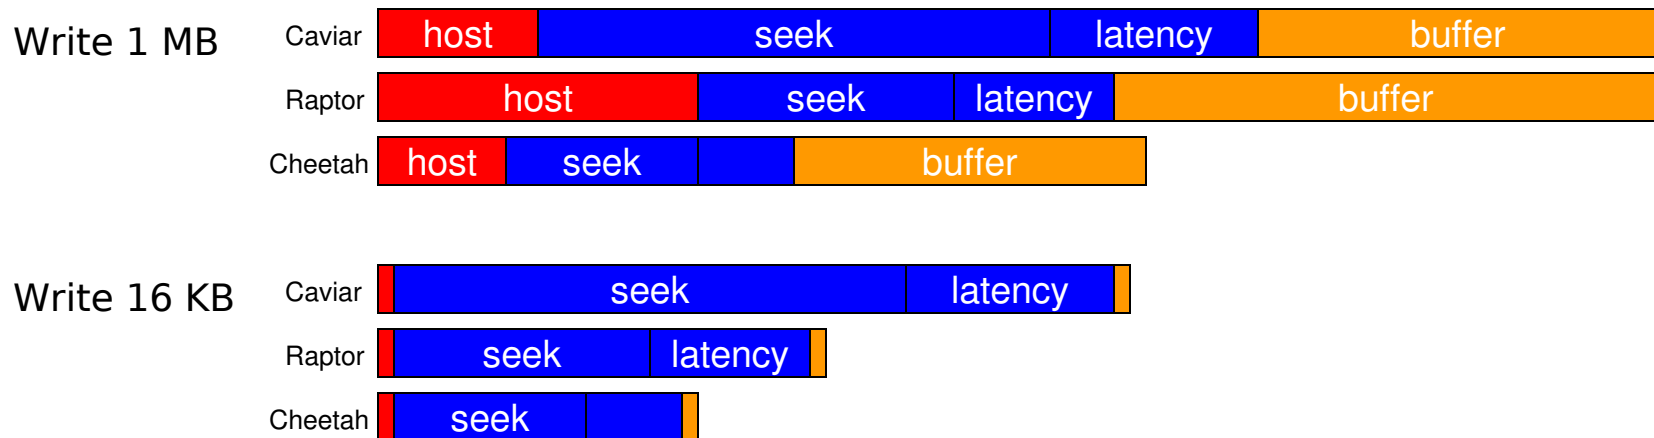 Write 1 MB Caviar host seek latency buffer
Raptor host seek latency buffer
Cheetah host seek buffer
Write 16 KB Caviar seek latency
Raptor seek latency
Cheetah seek